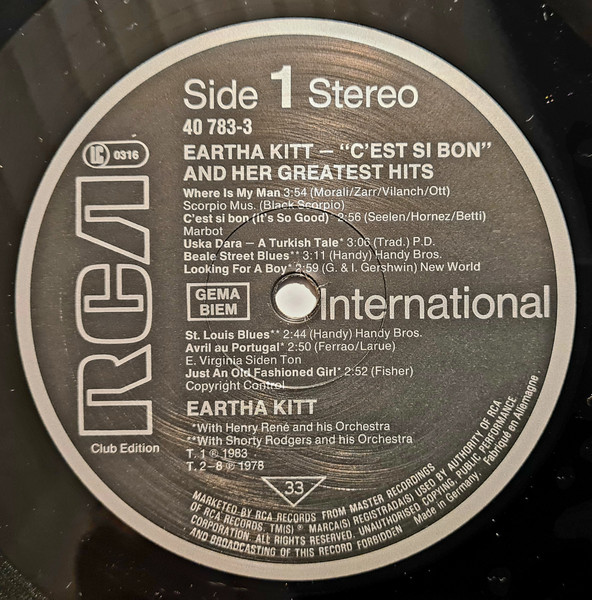 Side 1 Stereo
40 783-3
LC 0316
EARTHA KITT – "C'EST SI BON"
AND HER GREATEST HITS
Where Is My Man 3:54 (Morali/Zarr/Vilanch/Ott)
Scorpio Mus. (Black Scorpio)
C'est si bon (It's So Good)* 2:56 (Seelen/Hornez/Betti)
Marbot
Uska Dara – A Turkish Tale* 3:06 (Trad.) P.D.
Beale Street Blues** 3:11 (Handy) Handy Bros.
Looking For A Boy* 2:59 (G. & I. Gershwin) New World
GEMA
BIEM
International
RCA
St. Louis Blues** 2:44 (Handy) Handy Bros.
Avril au Portugal* 2:50 (Ferrao/Larue)
E. Virginia Siden Ton
Just An Old Fashioned Girl* 2:52 (Fisher)
Copyright Control
EARTHA KITT
*With Henry René and his Orchestra
**With Shorty Rodgers and his Orchestra
T. 1 ℗ 1983
T. 2–8 ℗ 1978
Club Edition
33
MARKETED BY RCA RECORDS FROM MASTER RECORDINGS
OF RCA RECORDS. TM(S) ® MARCA(S) REGISTRADA(S) USED BY AUTHORITY OF RCA
CORPORATION. ALL RIGHTS RESERVED. UNAUTHORISED COPYING, PUBLIC PERFORMANCE
AND BROADCASTING OF THIS RECORD FORBIDDEN Made in Germany. Fabriqué en Allemagne